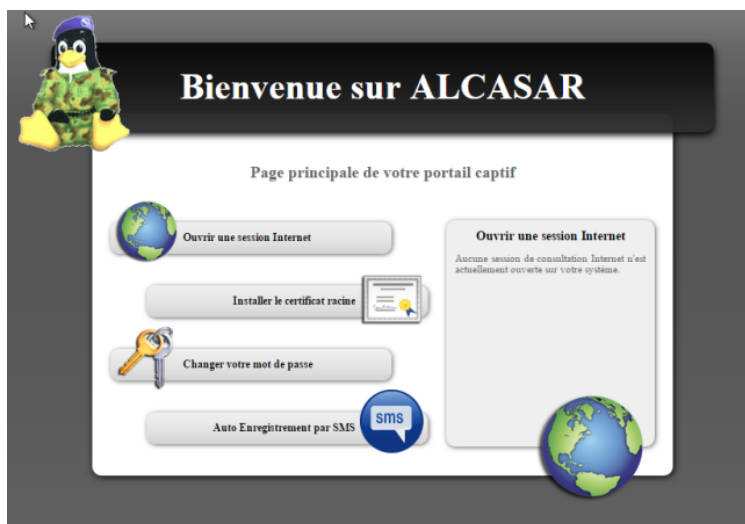 Bienvenue sur ALCASAR
Page principale de votre portail captif
Ouvrir une session Internet
Installer le certificat racine
Changer votre mot de passe
Auto Enregistrement par SMS
sms
Ouvrir une session Internet
Aucune session de consultation Internet n'est
actuellement ouverte sur votre système.